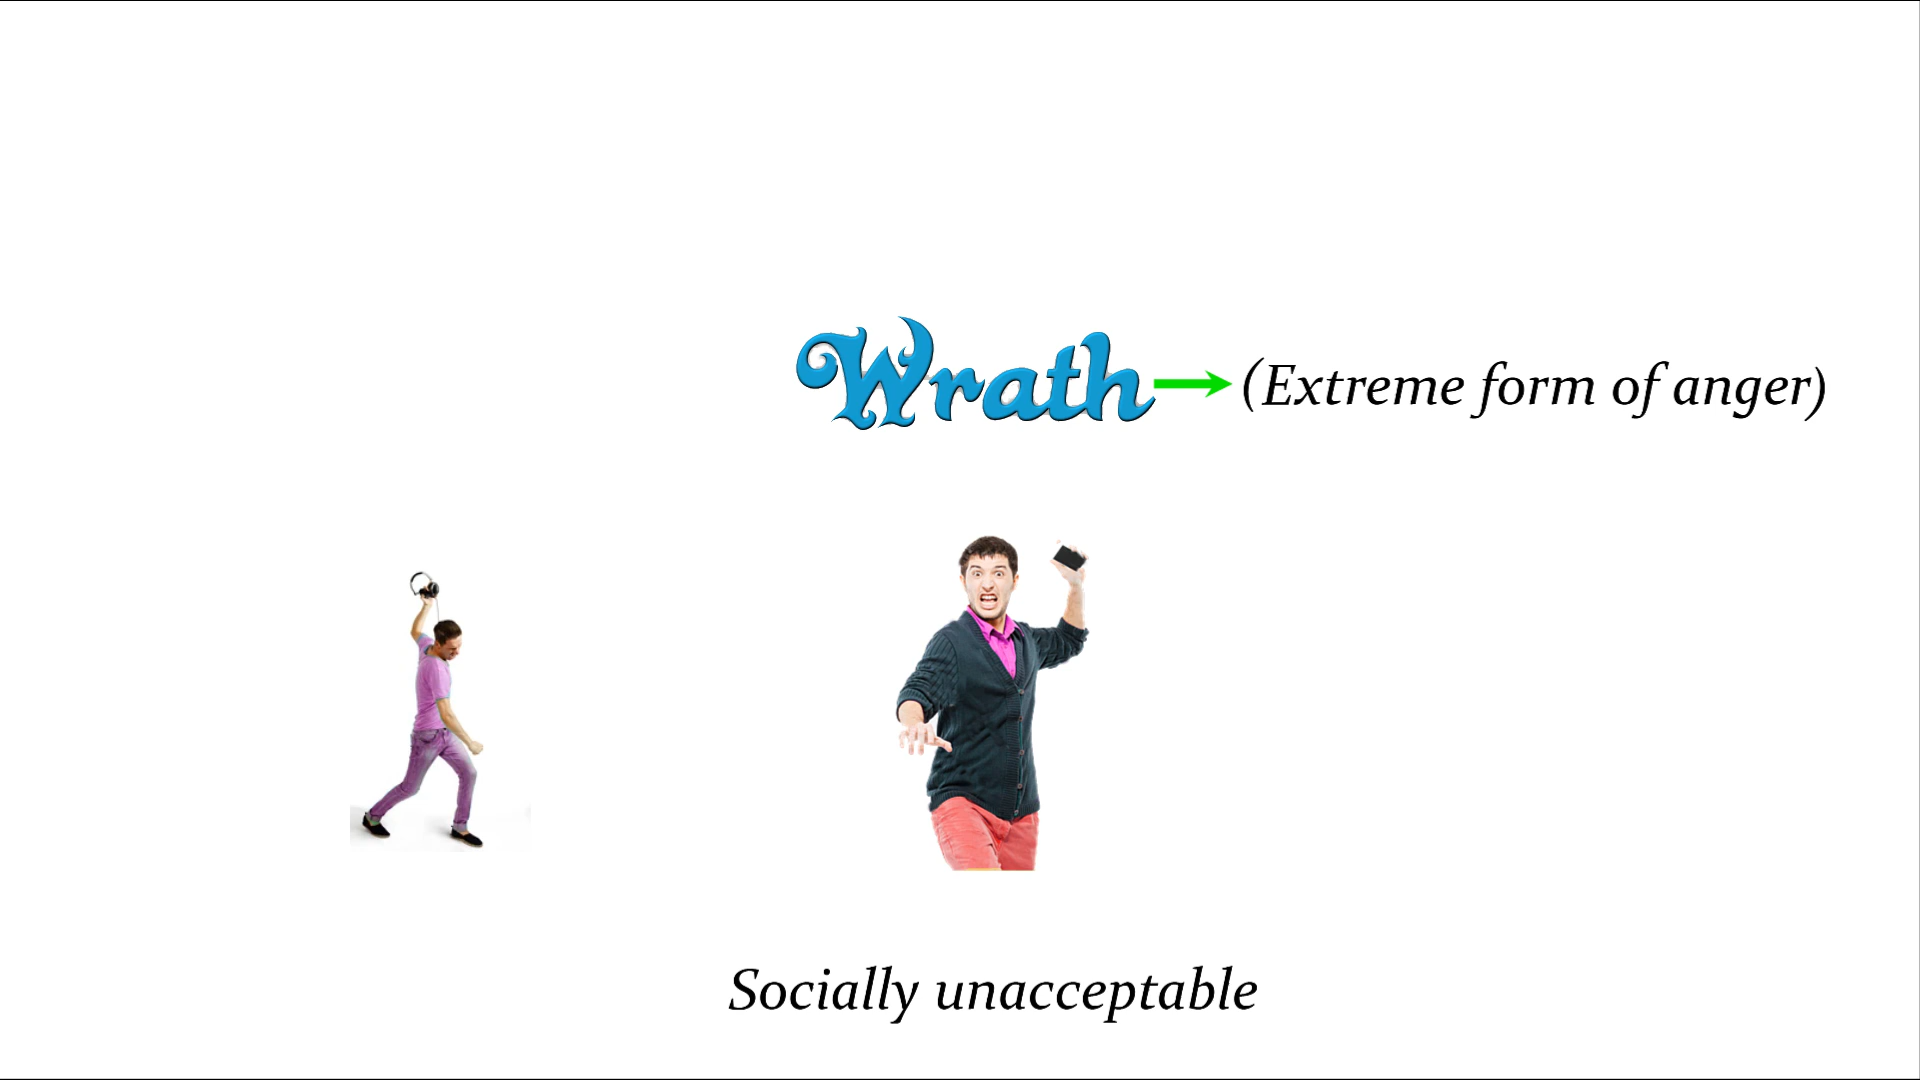 Wrath (Extreme form of anger)
Socially unacceptable